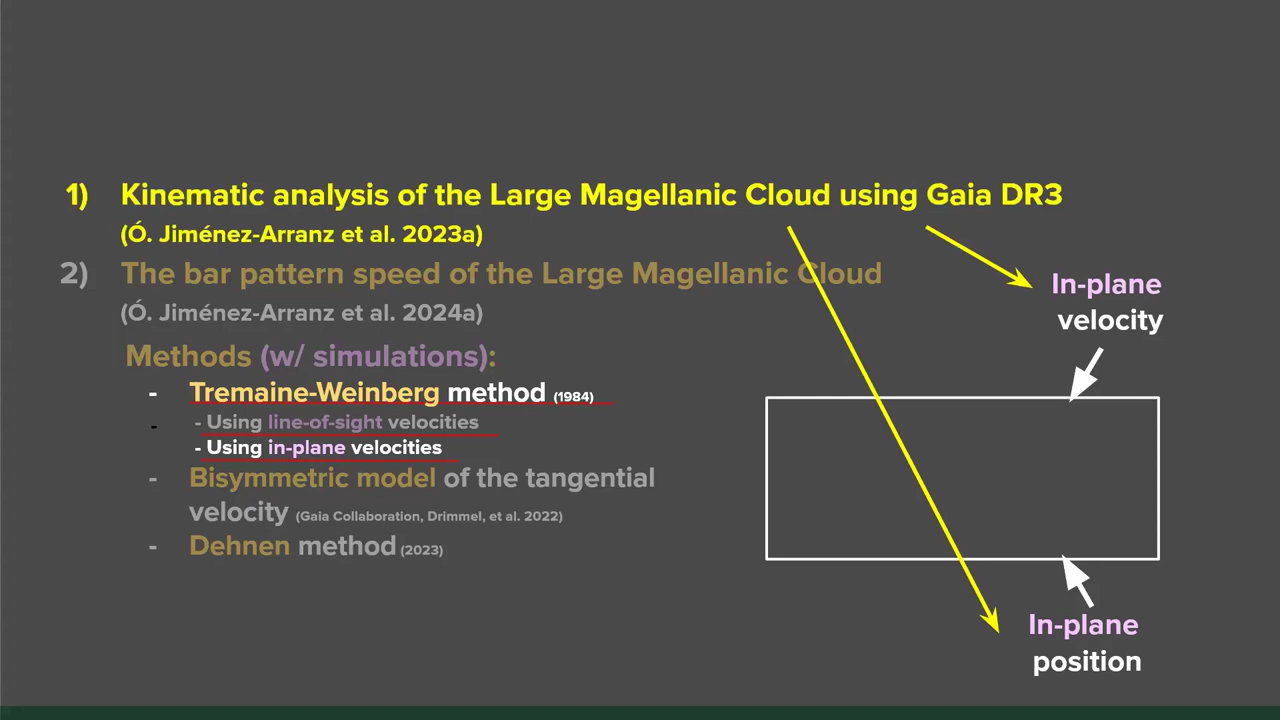 1) Kinematic analysis of the Large Magellanic Cloud using Gaia DR3
(Ó. Jiménez-Arranz et al. 2023a)
2) The bar pattern speed of the Large Magellanic Cloud
(Ó. Jiménez-Arranz et al. 2024a)
Methods (w/ simulations):
- Tremaine-Weinberg method (1984)
- - Using line-of-sight velocities
- Using in-plane velocities
- Bisymmetric model of the tangential
velocity (Gaia Collaboration, Drimmel, et al. 2022)
- Dehnen method (2023)
In-plane
velocity
In-plane
position